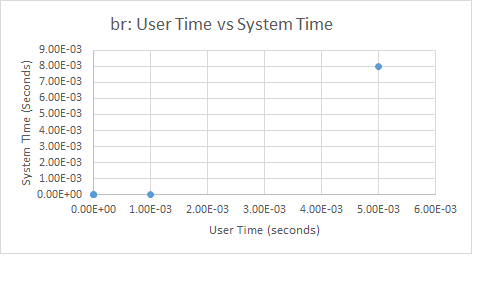 br: User Time vs System Time
9.00E-03
8.00E-03
7.00E-03
6.00E-03
5.00E-03
4.00E-03
3.00E-03
2.00E-03
1.00E-03
0.00E+00
System TIme (Seconds)
0.00E+00 1.00E-03 2.00E-03 3.00E-03 4.00E-03 5.00E-03 6.00E-03
User Time (seconds)